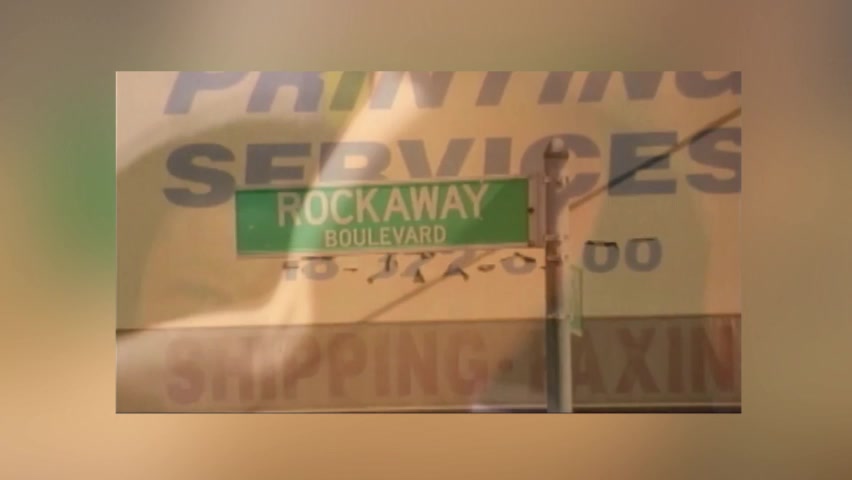 PRINTING
SERVICES
ROCKAWAY
BOULEVARD
SHIPPING-FAXIN